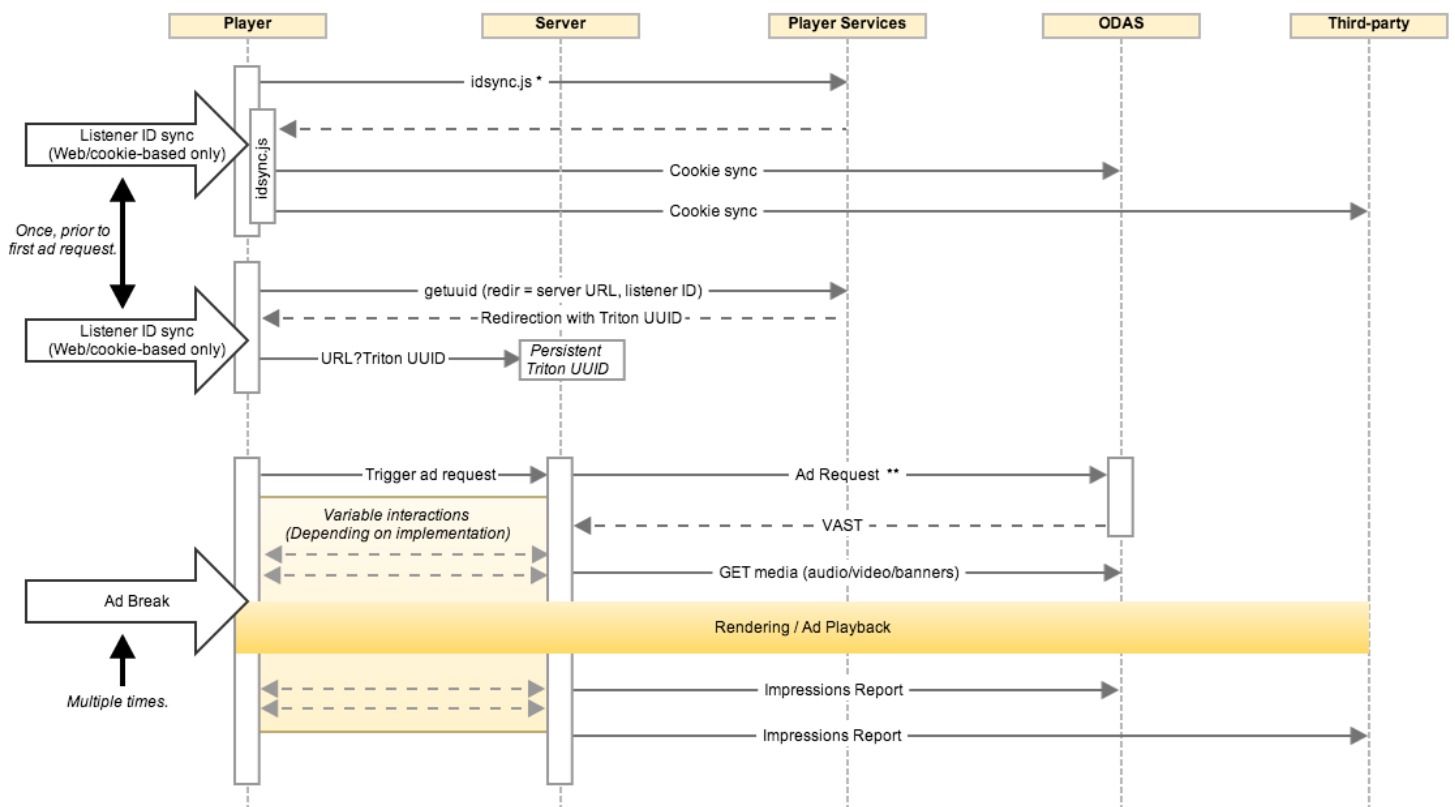 Player
Server
Player Services
ODAS
Third-party
idsync.js *
Listener ID sync
(Web/cookie-based only)
idsync.js
Cookie sync
Cookie sync
Once, prior to
first ad request.
getuuid (redir = server URL, listener ID)
Redirection with Triton UUID
Listener ID sync
(Web/cookie-based only)
URL?Triton UUID
Persistent
Triton UUID
Trigger ad request
Ad Request **
Variable interactions
(Depending on implementation)
VAST
GET media (audio/video/banners)
Ad Break
Rendering / Ad Playback
Multiple times.
Impressions Report
Impressions Report